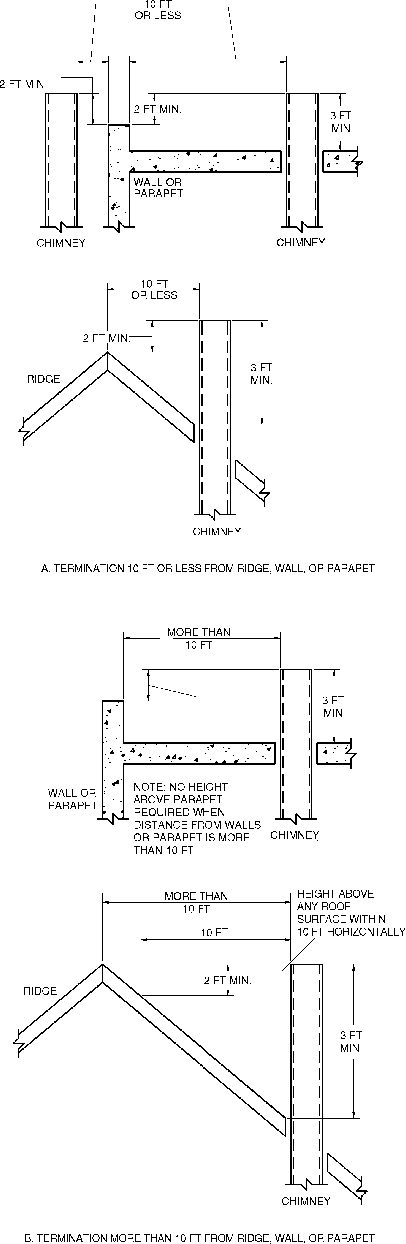 10 FT
OR LESS
2 FT MIN.
2 FT MIN.
3 FT
MIN.
WALL OR
PARAPET
CHIMNEY
CHIMNEY
10 FT
OR LESS
2 FT MIN.
RIDGE
3 FT
MIN.
CHIMNEY
A. TERMINATION 10 FT OR LESS FROM RIDGE, WALL, OR PARAPET
MORE THAN
10 FT
3 FT
MIN.
WALL OR
PARAPET
NOTE: NO HEIGHT
ABOVE PARAPET
REQUIRED WHEN
DISTANCE FROM WALLS
OR PARAPET IS MORE
THAN 10 FT
CHIMNEY
MORE THAN
10 FT
HEIGHT ABOVE
ANY ROOF
SURFACE WITHIN
10 FT HORIZONTALLY
10 FT
2 FT MIN.
RIDGE
3 FT
MIN.
CHIMNEY
B. TERMINATION MORE THAN 10 FT FROM RIDGE, WALL, OR PARAPET